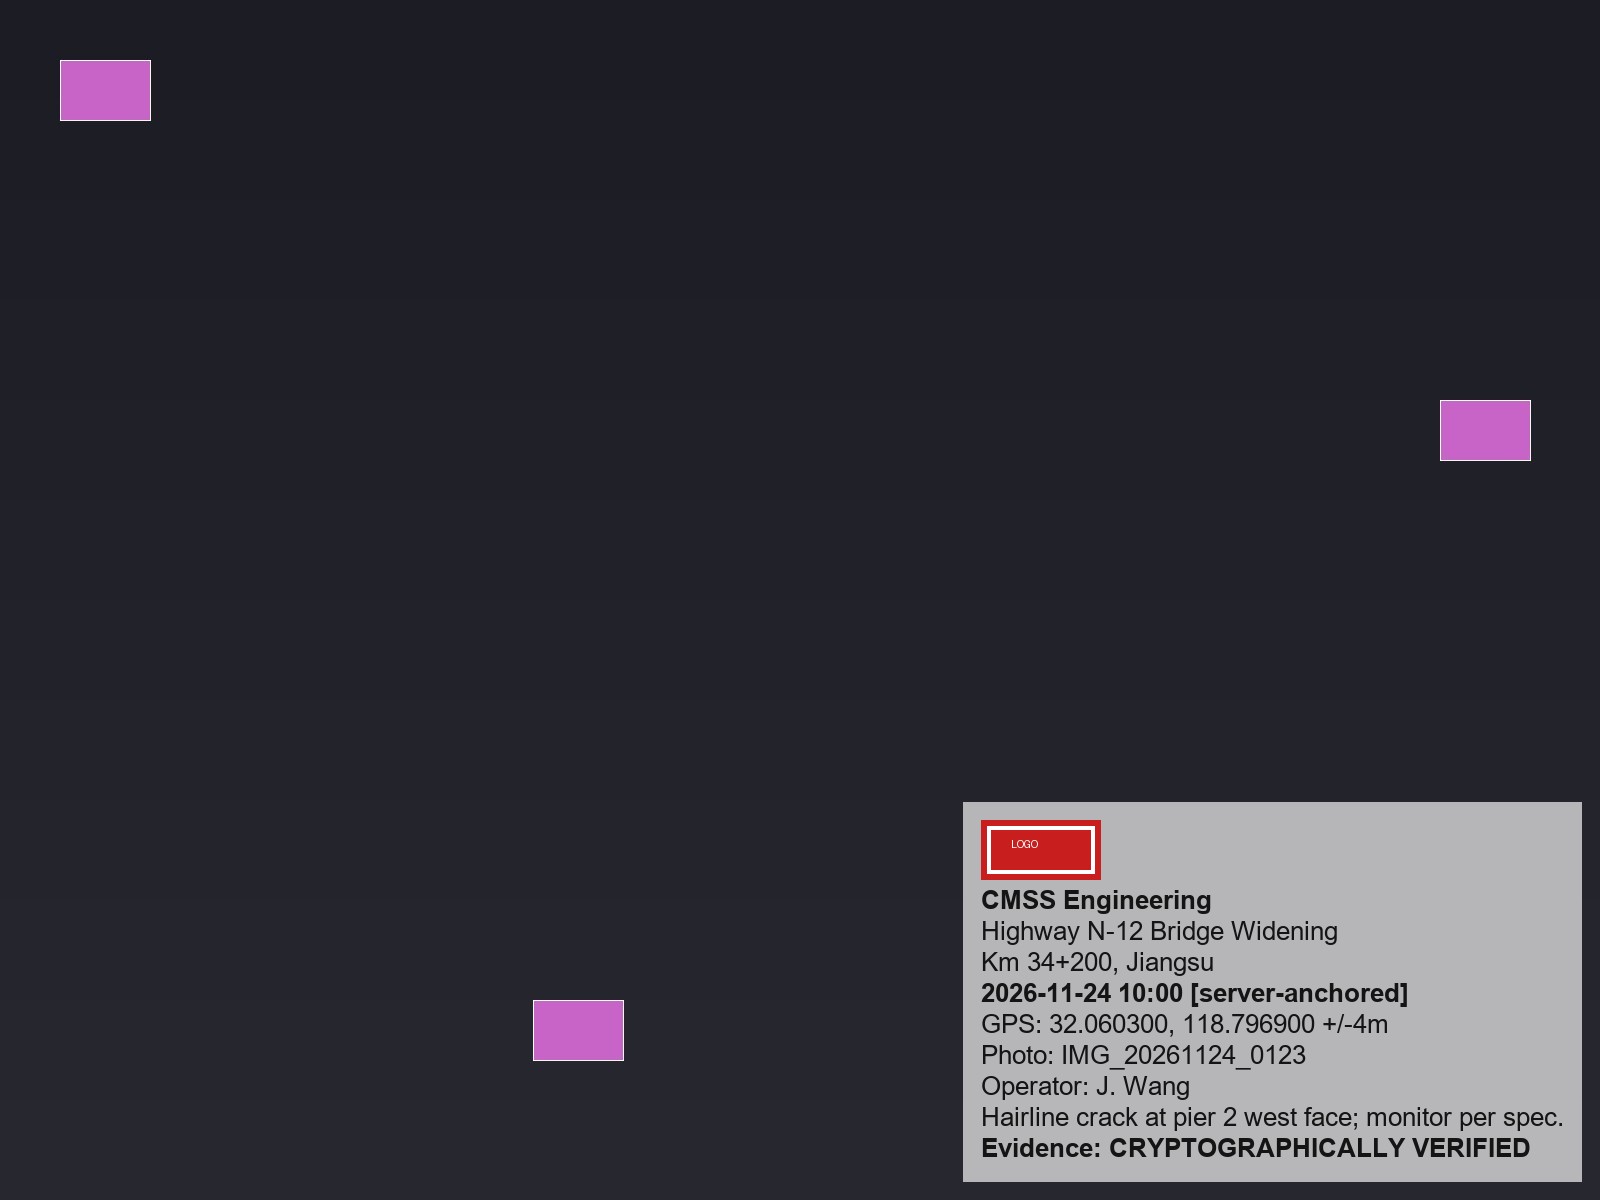 LOGO
CMSS Engineering
Highway N-12 Bridge Widening
Km 34+200, Jiangsu
2026-11-24 10:00 [server-anchored]
GPS: 32.060300, 118.796900 +/-4m
Photo: IMG_20261124_0123
Operator: J. Wang
Hairline crack at pier 2 west face; monitor per spec.
Evidence: CRYPTOGRAPHICALLY VERIFIED